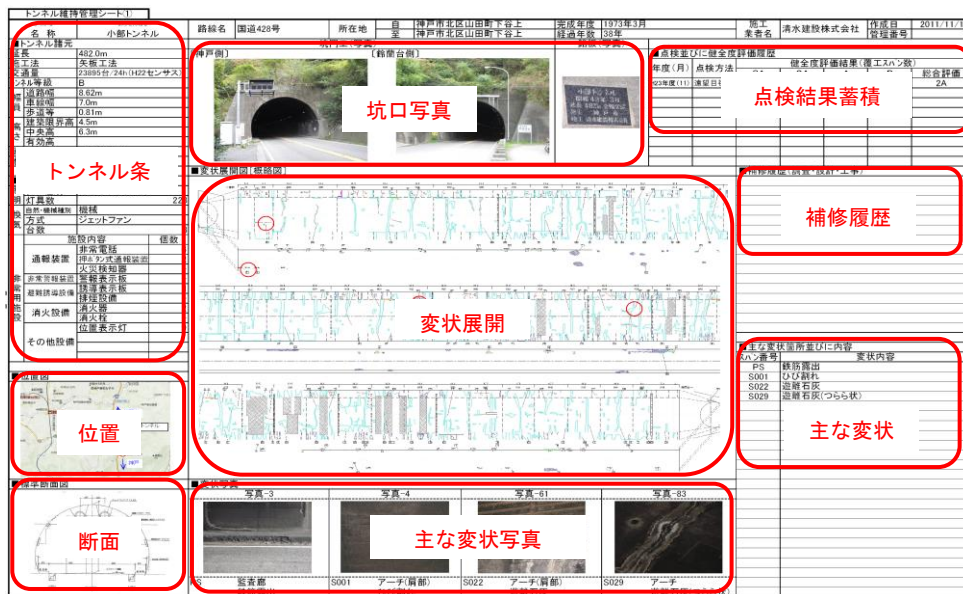 トンネル維持管理シート(1)
名 称
小部トンネル
路線名
国道428号
所在地
自
神戸市北区山田町下谷上
至
神戸市北区山田町下谷上
完成年度
1973年3月
経過年数
38年
施工
業者名
清水建設株式会社
作成日
2011/11/1
管理番号
■トンネル諸元
延長
482.0m
矢板工法
交通量
23895台/24h(H22センサス)
トンネル等級
B
道路幅
8.62m
車線幅
7.0m
歩道等
0.81m
建築限界高
4.5m
中央高
6.3m
有効高
トンネル条
灯具数
22
自然・機械種別
機械
方式
ジェットファン
台数
施設内容
個数
通報装置
非常電話
押ボタン式通報装置
火災検知器
非常警報装置
警報表示板
避難誘導設備
誘導表示板
排煙設備
消火設備
消火器
消火栓
その他設備
位置表示灯
■位置図
位置
■標準断面図
断面
[神戸側]
[鈴蘭台側]
坑口写真
■変状展開図[概略図]
変状展開
■変状写真
写真-3
写真-4
写真-61
写真-83
主な変状写真
PS
監査廊
S001
アーチ(肩部)
S022
アーチ(肩部)
S029
アーチ
■点検並びに健全度評価履歴
年度(月)
点検方法
健全度評価結果(覆工スパン数)
総合評価
2A
点検結果蓄積
補修履歴
■主な変状箇所並びに内容
スパン番号
変状内容
PS
鉄筋露出
S001
ひび割れ
S022
遊離石灰
S029
遊離石灰(つらら状)
主な変状